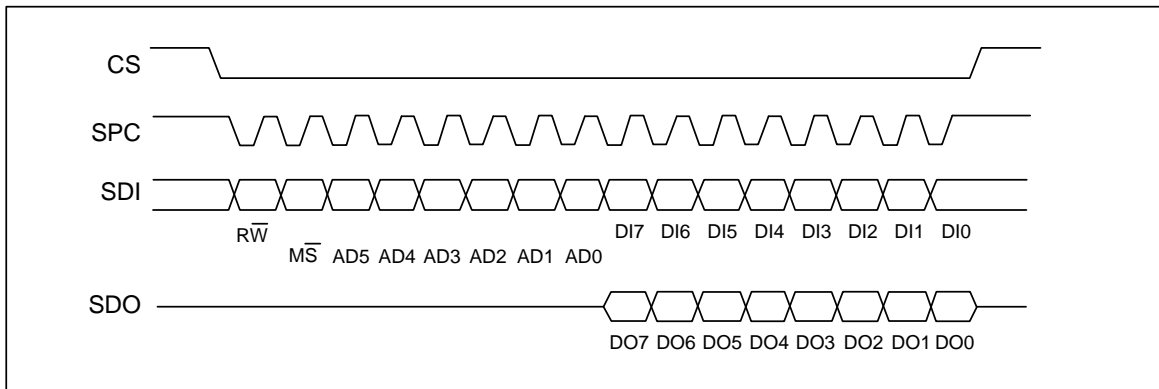 CS
SPC
SDI
RW̅ DI7 DI6 DI5 DI4 DI3 DI2 DI1 DI0
MS̅ AD5 AD4 AD3 AD2 AD1 AD0
SDO
DO7 DO6 DO5 DO4 DO3 DO2 DO1 DO0